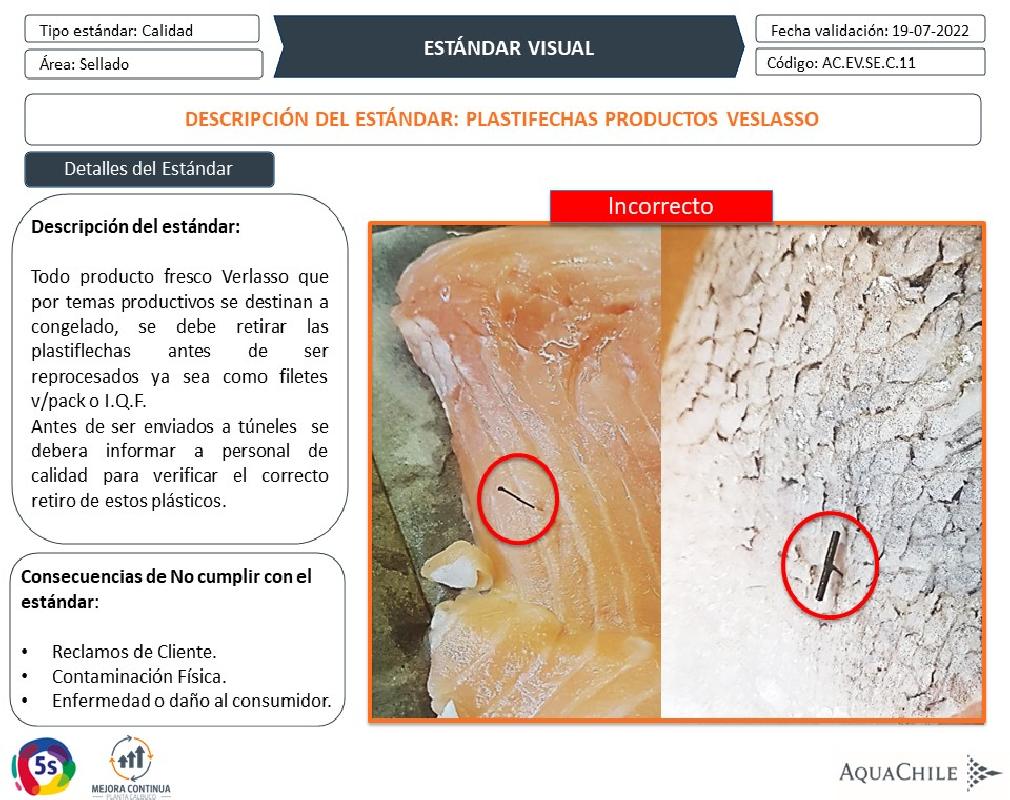 Tipo estándar: Calidad
Área: Sellado
ESTÁNDAR VISUAL
Fecha validación: 19-07-2022
Código: AC.EV.SE.C.11
DESCRIPCIÓN DEL ESTÁNDAR: PLASTIFECHAS PRODUCTOS VESLASSO
Detalles del Estándar
Descripción del estándar:
Todo producto fresco Verlasso que
por temas productivos se destinan a
congelado, se debe retirar las
plastiflechas antes de ser
reprocesados ya sea como filetes
v/pack o I.Q.F.
Antes de ser enviados a túneles se
debera informar a personal de
calidad para verificar el correcto
retiro de estos plásticos.
Consecuencias de No cumplir con el
estándar:
• Reclamos de Cliente.
• Contaminación Física.
• Enfermedad o daño al consumidor.
Incorrecto
5s
MEJORA CONTINUA
PLANTA CALBUCO
AQUACHILE